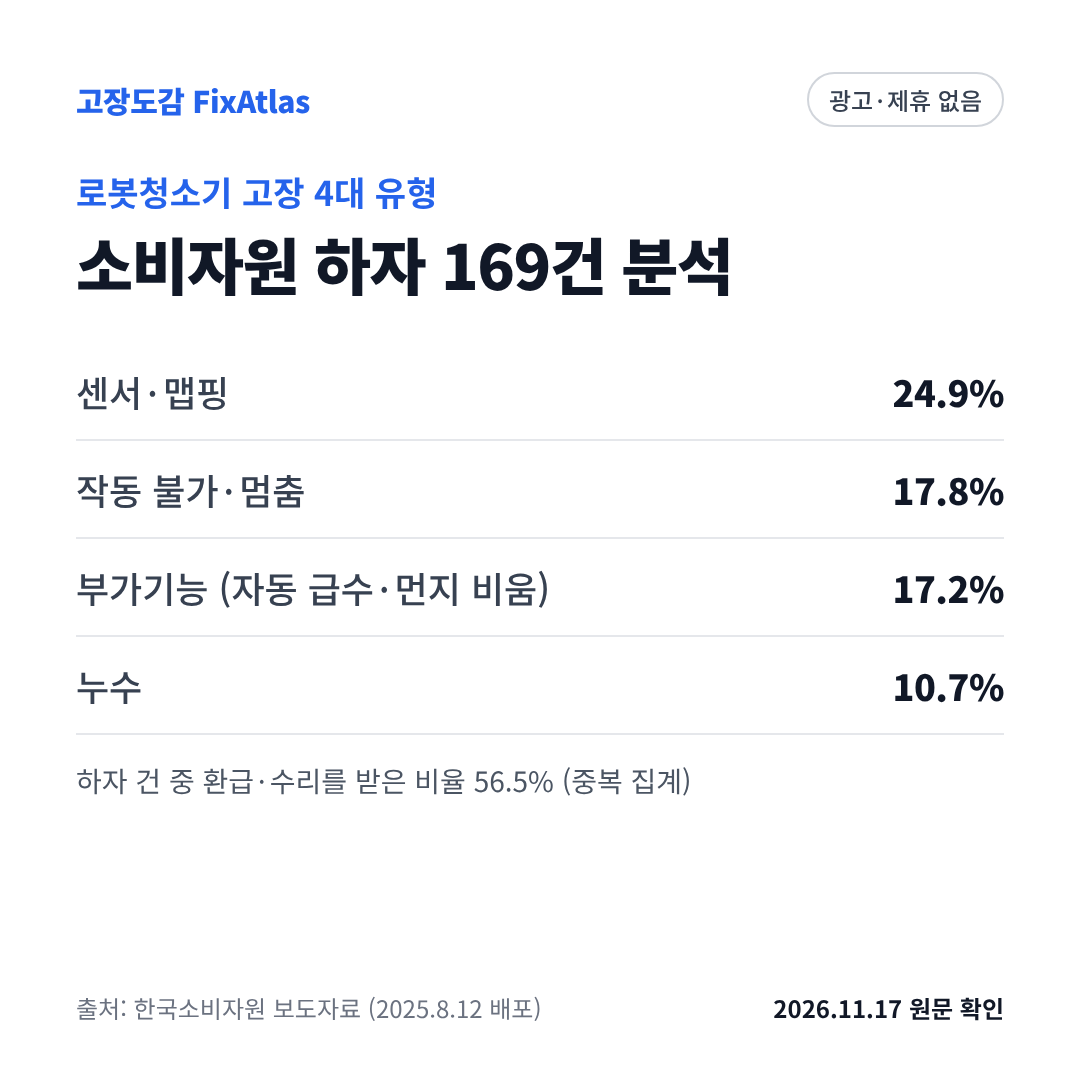 고장도감 FixAtlas
광고·제휴 없음
로봇청소기 고장 4대 유형
소비자원 하자 169건 분석
센서·맵핑 24.9%
작동 불가·멈춤 17.8%
부가기능 (자동 급수·먼지 비움) 17.2%
누수 10.7%
하자 건 중 환급·수리를 받은 비율 56.5% (중복 집계)
출처: 한국소비자원 보도자료 (2025.8.12 배포)
2026.11.17 원문 확인